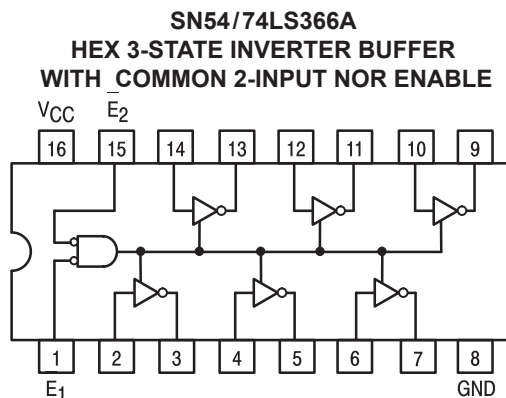 SN54/74LS366A
HEX 3-STATE INVERTER BUFFER
WITH COMMON 2-INPUT NOR ENABLE
VCC E2
16 15 14 13 12 11 10 9
1 2 3 4 5 6 7 8
E1 GND